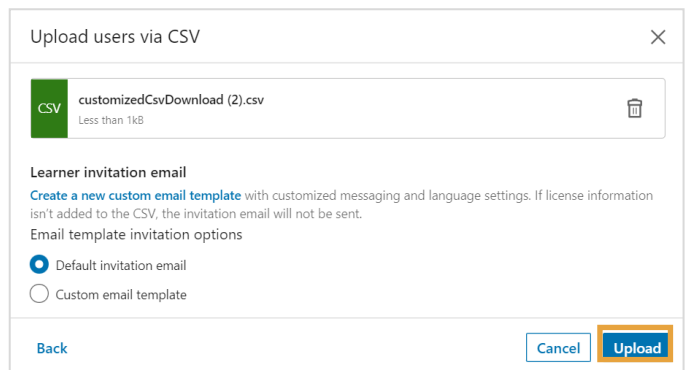 Upload users via CSV
CSV
customizedCsvDownload (2).csv
Less than 1kB
Learner invitation email
Create a new custom email template with customized messaging and language settings. If license information
isn't added to the CSV, the invitation email will not be sent.
Email template invitation options
Default invitation email
Custom email template
Back
Cancel
Upload